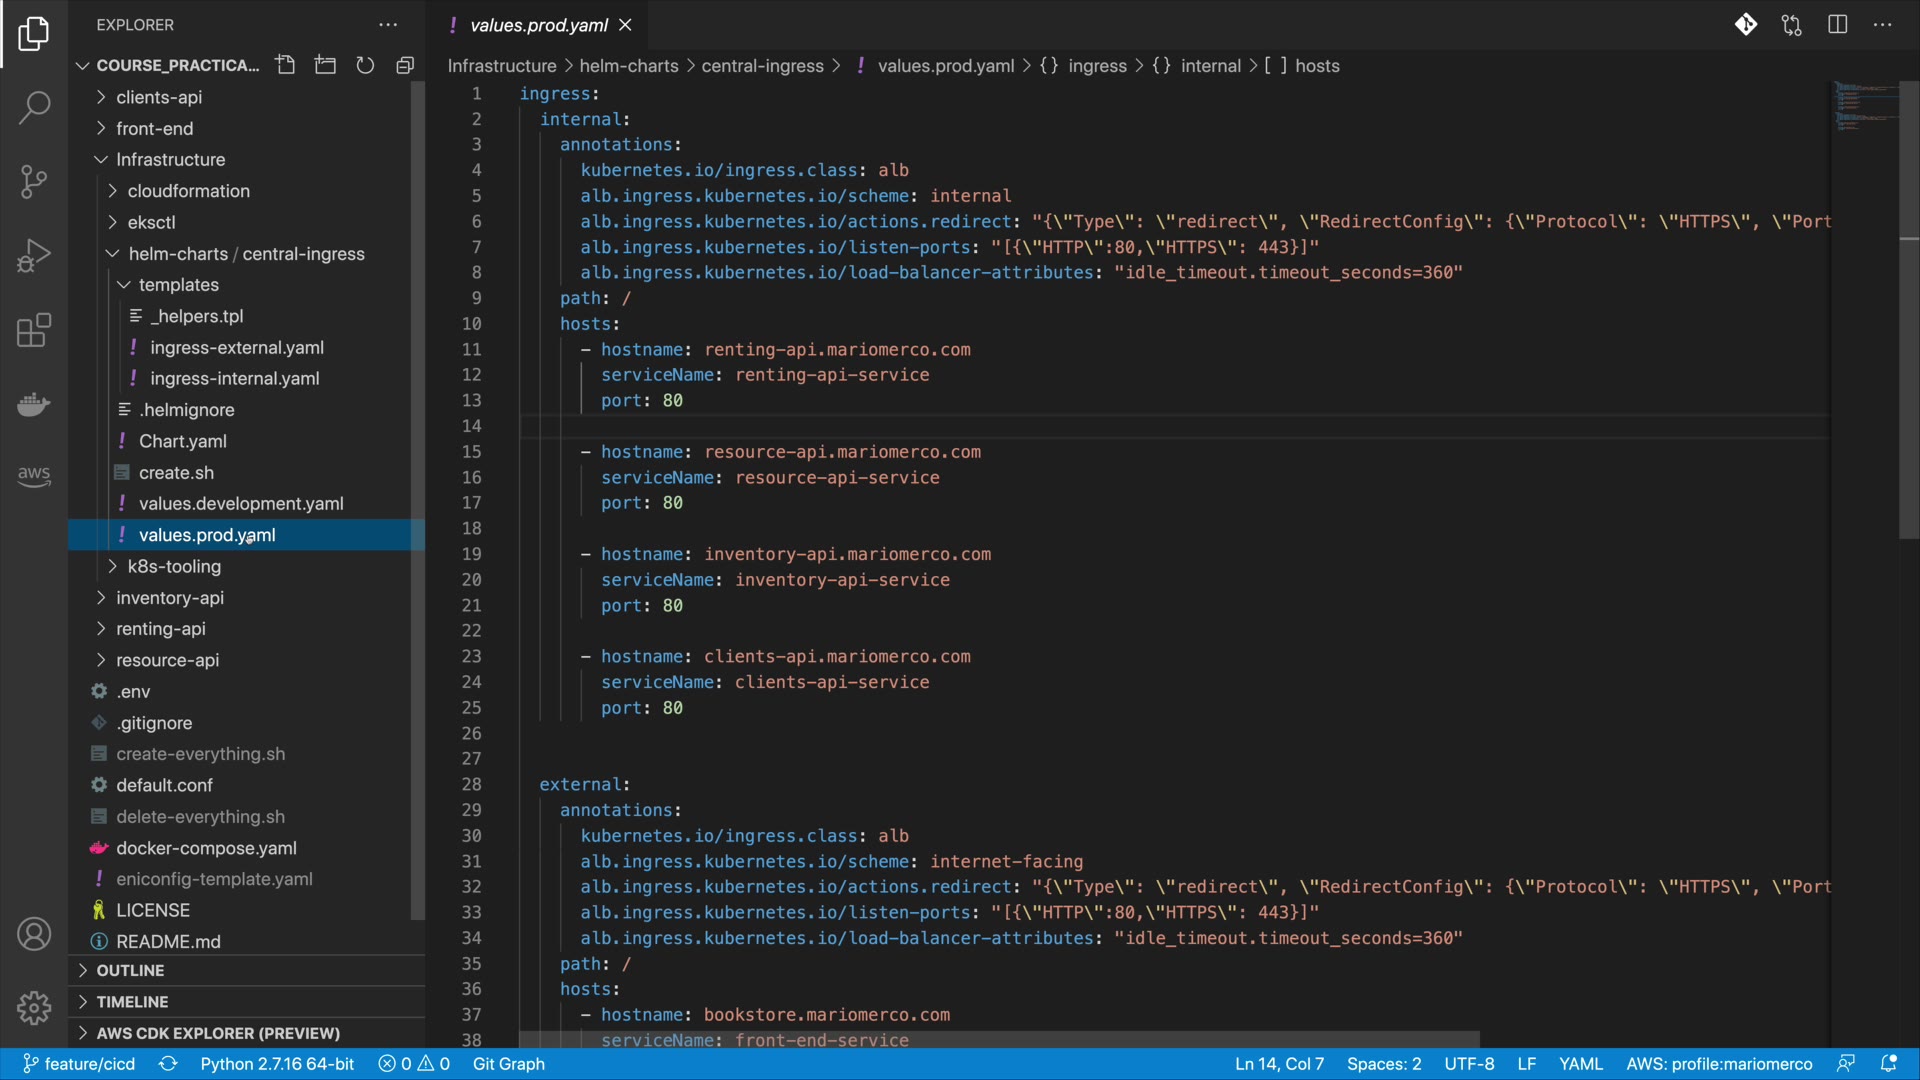 EXPLORER
COURSE_PRACTICA...
clients-api
front-end
Infrastructure
cloudformation
eksctl
helm-charts / central-ingress
templates
_helpers.tpl
! ingress-external.yaml
! ingress-internal.yaml
.helmignore
! Chart.yaml
create.sh
! values.development.yaml
! values.prod.yaml
k8s-tooling
inventory-api
renting-api
resource-api
.env
.gitignore
create-everything.sh
default.conf
delete-everything.sh
docker-compose.yaml
! eniconfig-template.yaml
LICENSE
README.md
OUTLINE
TIMELINE
AWS CDK EXPLORER (PREVIEW)
aws
! values.prod.yaml
Infrastructure > helm-charts > central-ingress > ! values.prod.yaml > {} ingress > {} internal > [ ] hosts
1 ingress:
2   internal:
3     annotations:
4       kubernetes.io/ingress.class: alb
5       alb.ingress.kubernetes.io/scheme: internal
6       alb.ingress.kubernetes.io/actions.redirect: "{\"Type\": \"redirect\", \"RedirectConfig\": {\"Protocol\": \"HTTPS\", \"Port
7       alb.ingress.kubernetes.io/listen-ports: "[{\"HTTP\":80,\"HTTPS\": 443}]"
8       alb.ingress.kubernetes.io/load-balancer-attributes: "idle_timeout.timeout_seconds=360"
9     path: /
10     hosts:
11       - hostname: renting-api.mariomerco.com
12         serviceName: renting-api-service
13         port: 80
14
15       - hostname: resource-api.mariomerco.com
16         serviceName: resource-api-service
17         port: 80
18
19       - hostname: inventory-api.mariomerco.com
20         serviceName: inventory-api-service
21         port: 80
22
23       - hostname: clients-api.mariomerco.com
24         serviceName: clients-api-service
25         port: 80
26
27
28   external:
29     annotations:
30       kubernetes.io/ingress.class: alb
31       alb.ingress.kubernetes.io/scheme: internet-facing
32       alb.ingress.kubernetes.io/actions.redirect: "{\"Type\": \"redirect\", \"RedirectConfig\": {\"Protocol\": \"HTTPS\", \"Port
33       alb.ingress.kubernetes.io/listen-ports: "[{\"HTTP\":80,\"HTTPS\": 443}]"
34       alb.ingress.kubernetes.io/load-balancer-attributes: "idle_timeout.timeout_seconds=360"
35     path: /
36     hosts:
37       - hostname: bookstore.mariomerco.com
38         serviceName: front-end-service
feature/cicd Python 2.7.16 64-bit 0 0 Git Graph Ln 14, Col 7 Spaces: 2 UTF-8 LF YAML AWS: profile:mariomerco